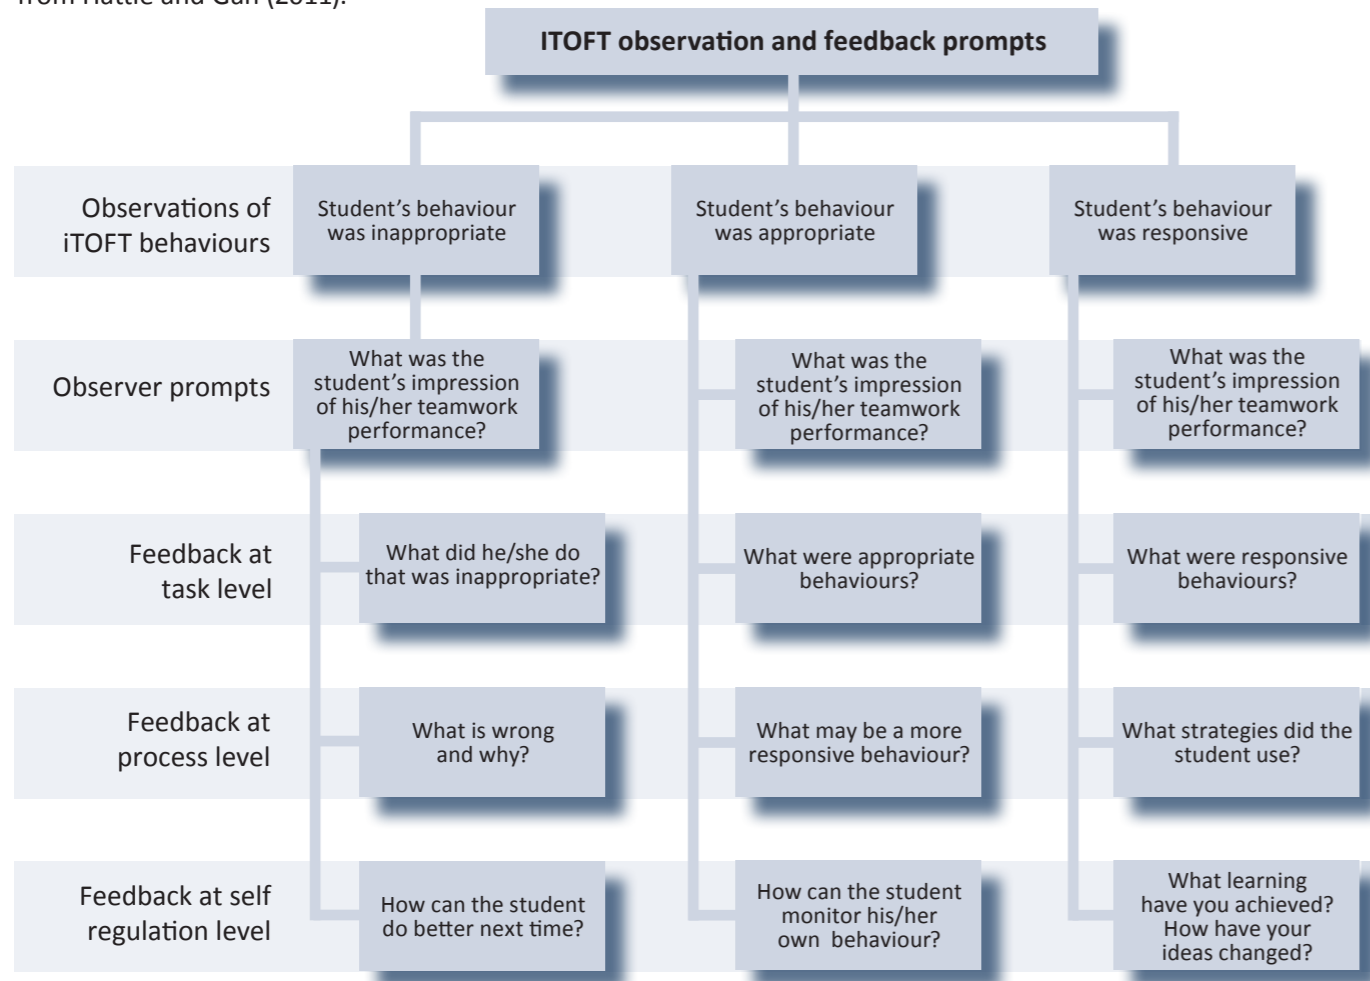 from Hattie and Gan (2011).
ITOFT observation and feedback prompts
Observations of
iTOFT behaviours
Student’s behaviour
was inappropriate
Student’s behaviour
was appropriate
Student’s behaviour
was responsive
Observer prompts
What was the
student’s impression
of his/her teamwork
performance?
What was the
student’s impression
of his/her teamwork
performance?
What was the
student’s impression
of his/her teamwork
performance?
Feedback at
task level
What did he/she do
that was inappropriate?
What were appropriate
behaviours?
What were responsive
behaviours?
Feedback at
process level
What is wrong
and why?
What may be a more
responsive behaviour?
What strategies did the
student use?
Feedback at self
regulation level
How can the student
do better next time?
How can the student
monitor his/her
own behaviour?
What learning
have you achieved?
How have your
ideas changed?